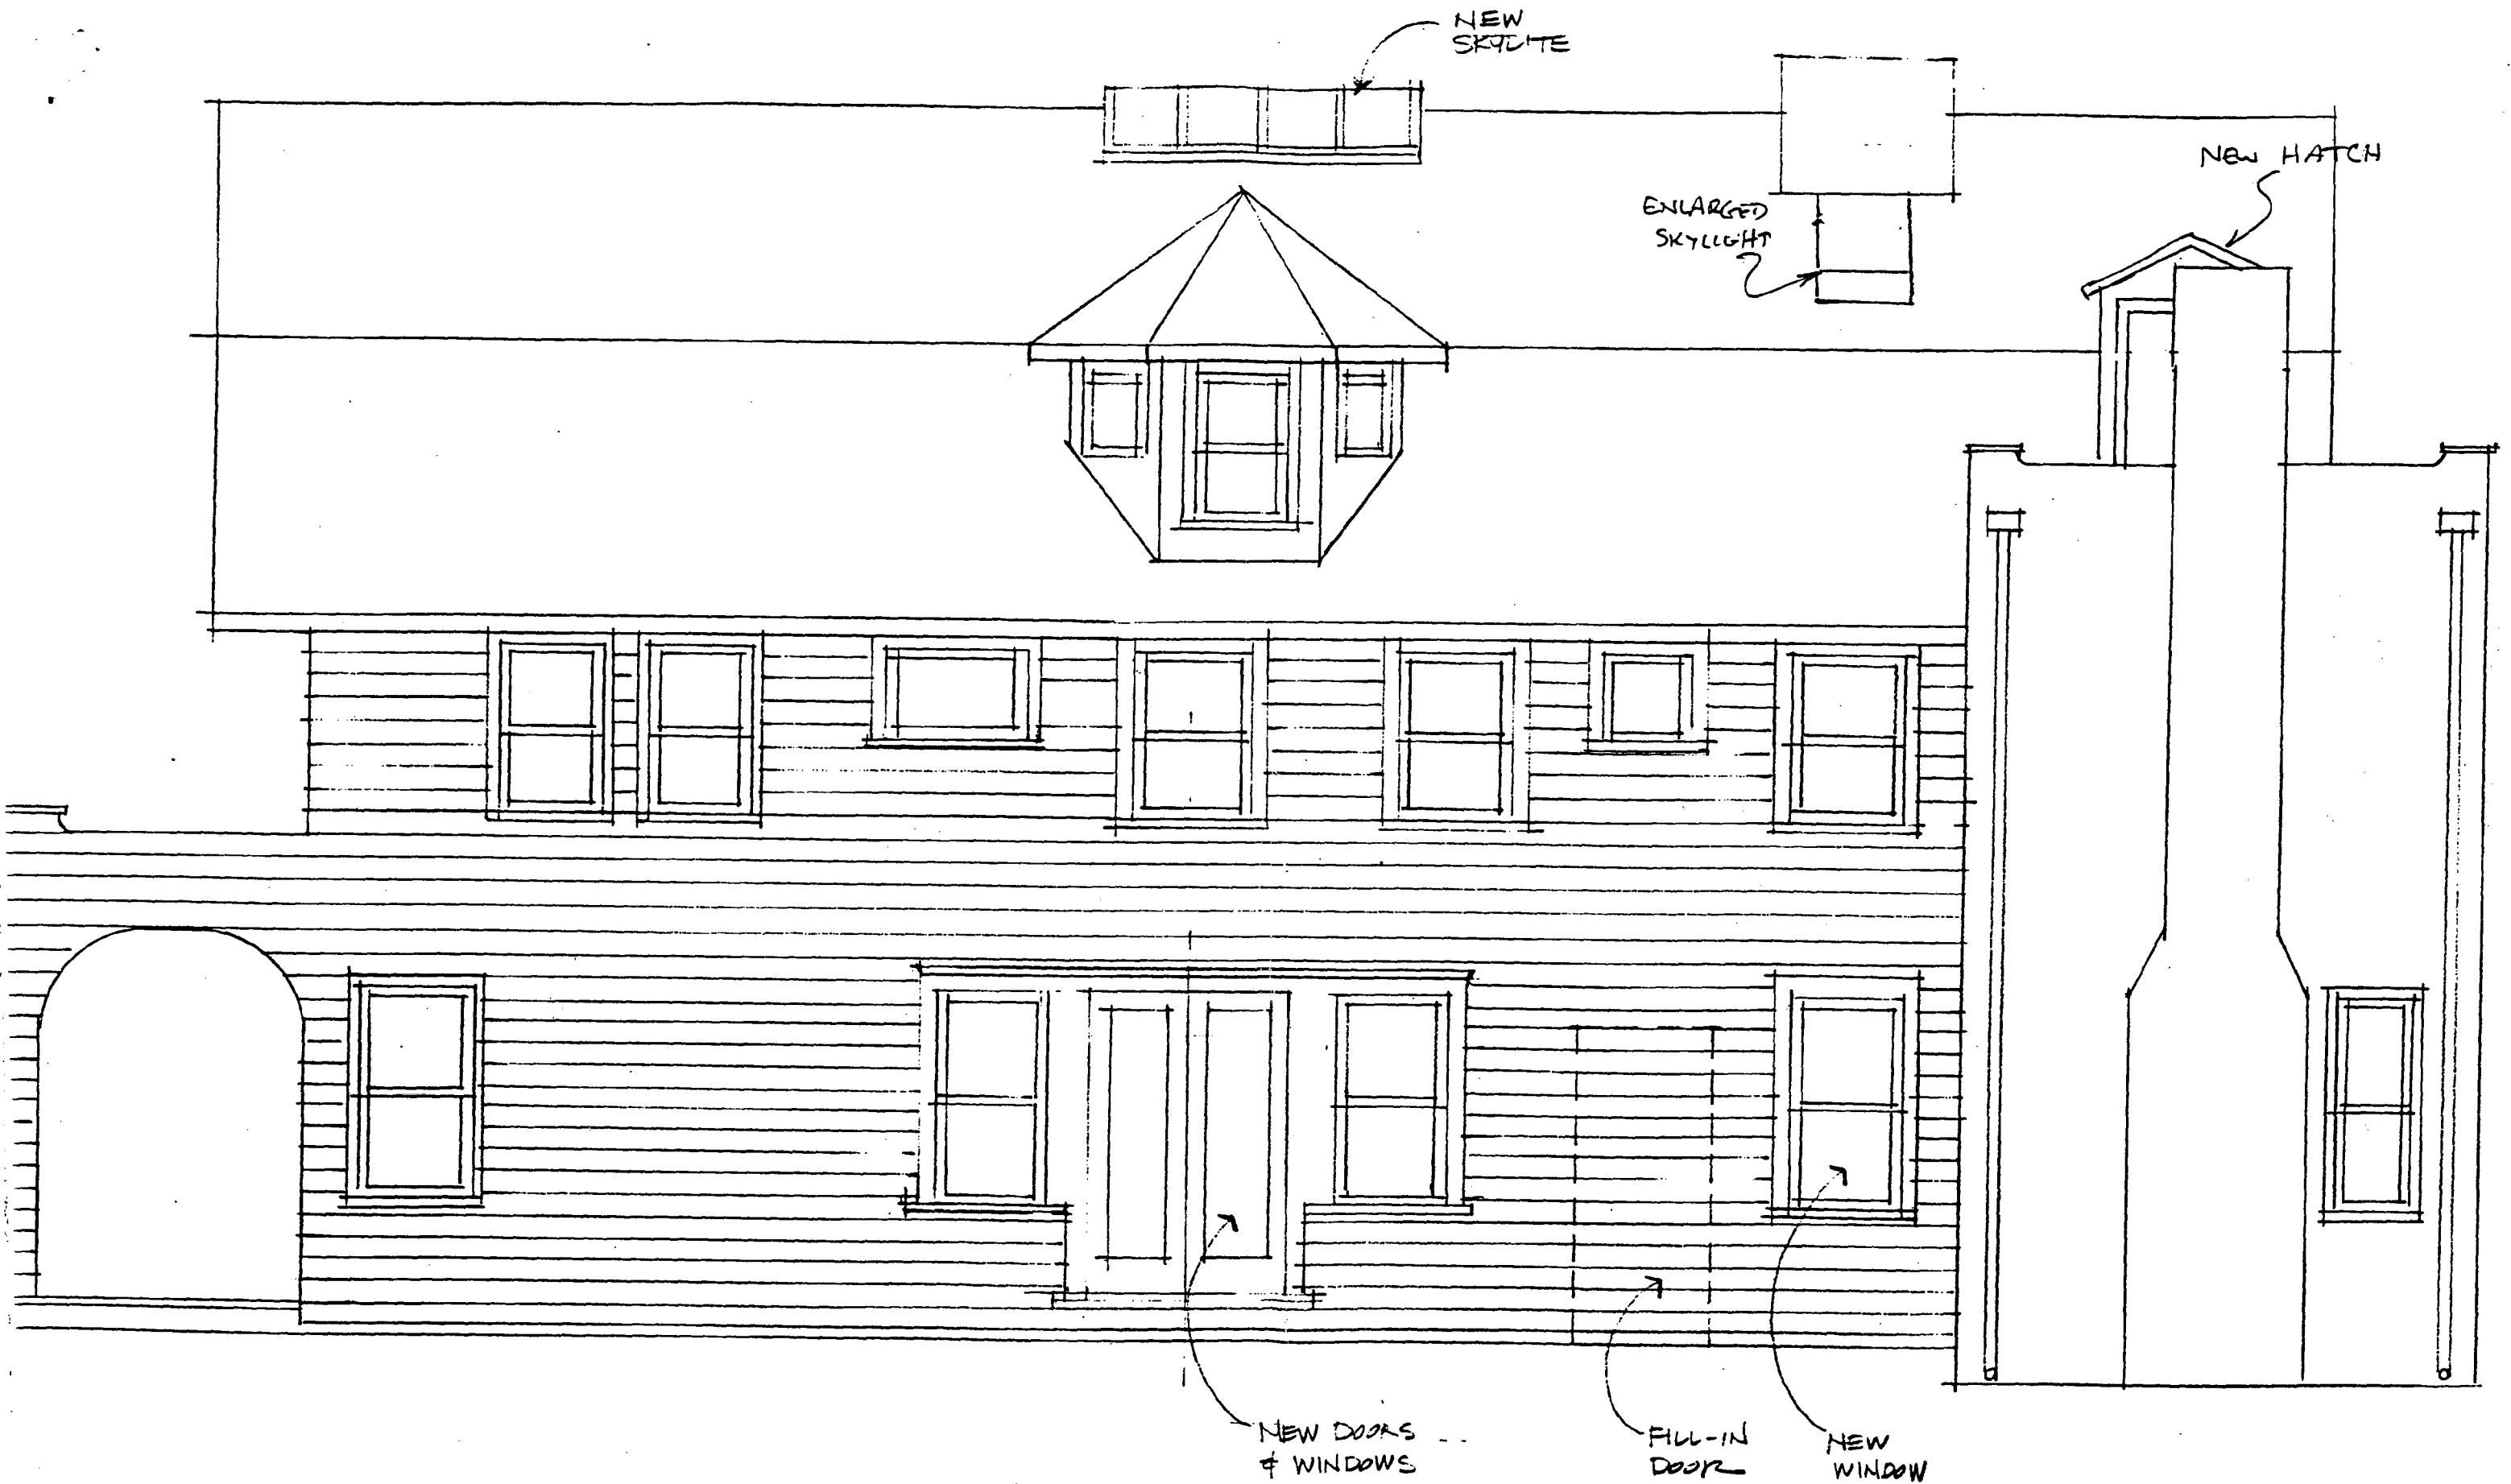 NEW
SKYLITE
NEW HATCH
ENLARGED
SKYLIGHT
NEW DOORS
& WINDOWS
FILL-IN
DOOR
NEW
WINDOW